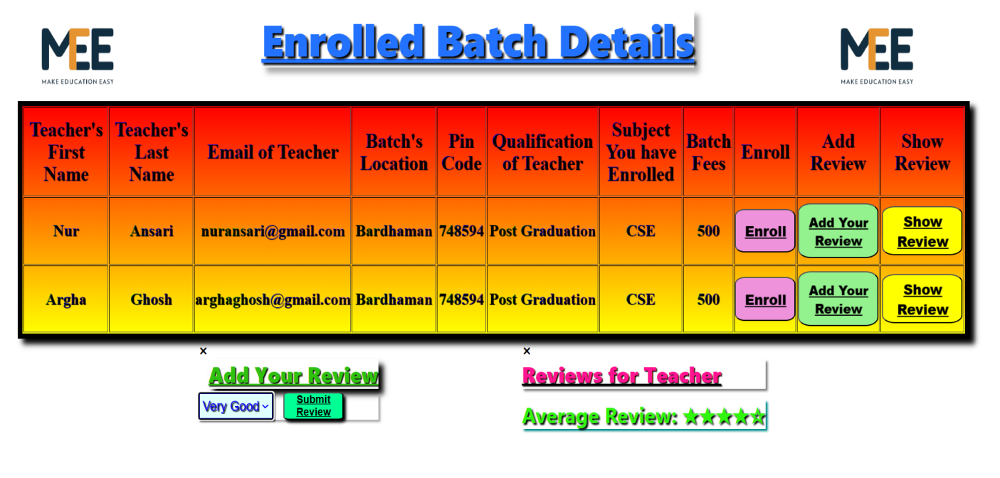 MEE
MAKE EDUCATION EASY
Enrolled Batch Details
MEE
MAKE EDUCATION EASY
Teacher's First Name Teacher's Last Name Email of Teacher Batch's Location Pin Code Qualification of Teacher Subject You have Enrolled Batch Fees Enroll Add Review Show Review
Nur Ansari nuransari@gmail.com Bardhaman 748594 Post Graduation CSE 500 Enroll Add Your Review Show Review
Argha Ghosh arghaghosh@gmail.com Bardhaman 748594 Post Graduation CSE 500 Enroll Add Your Review Show Review
×
Add Your Review
Very Good
Submit
Review
×
Reviews for Teacher
Average Review: ★★★★☆